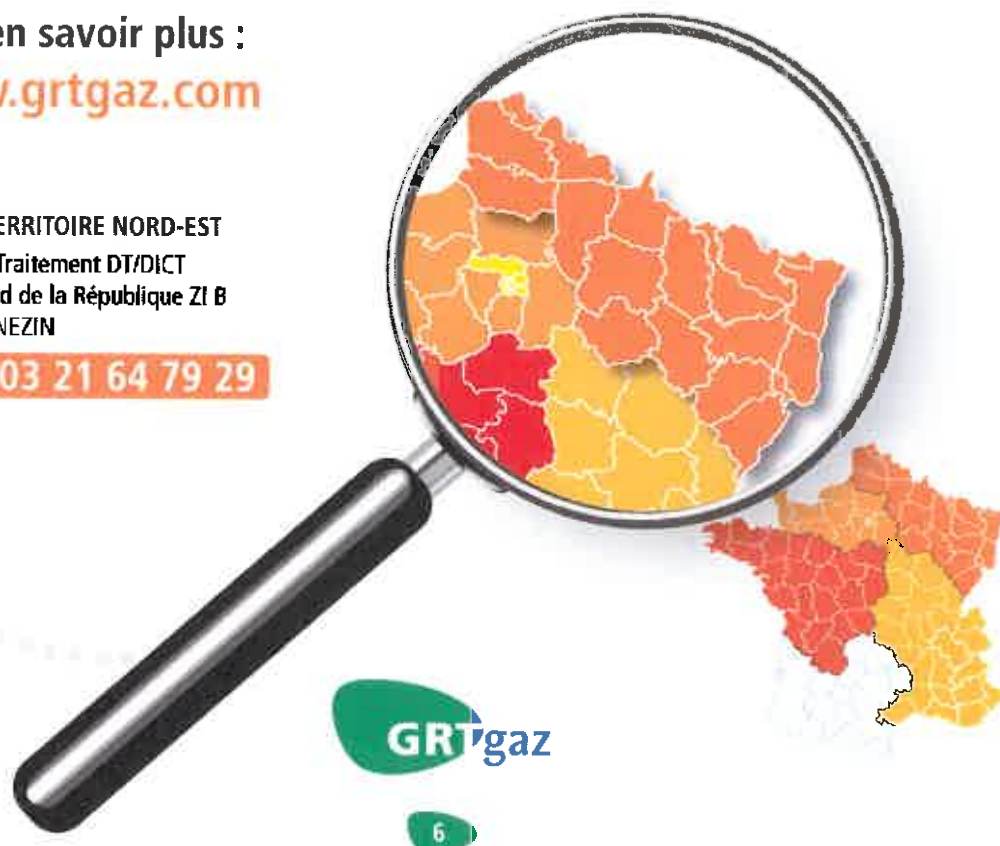 en savoir plus :
.grtgaz.com
ERRITOIRE NORD-EST
Traitement DT/DICT
d de la République ZI B
NEZIN
03 21 64 79 29
GRTgaz
6